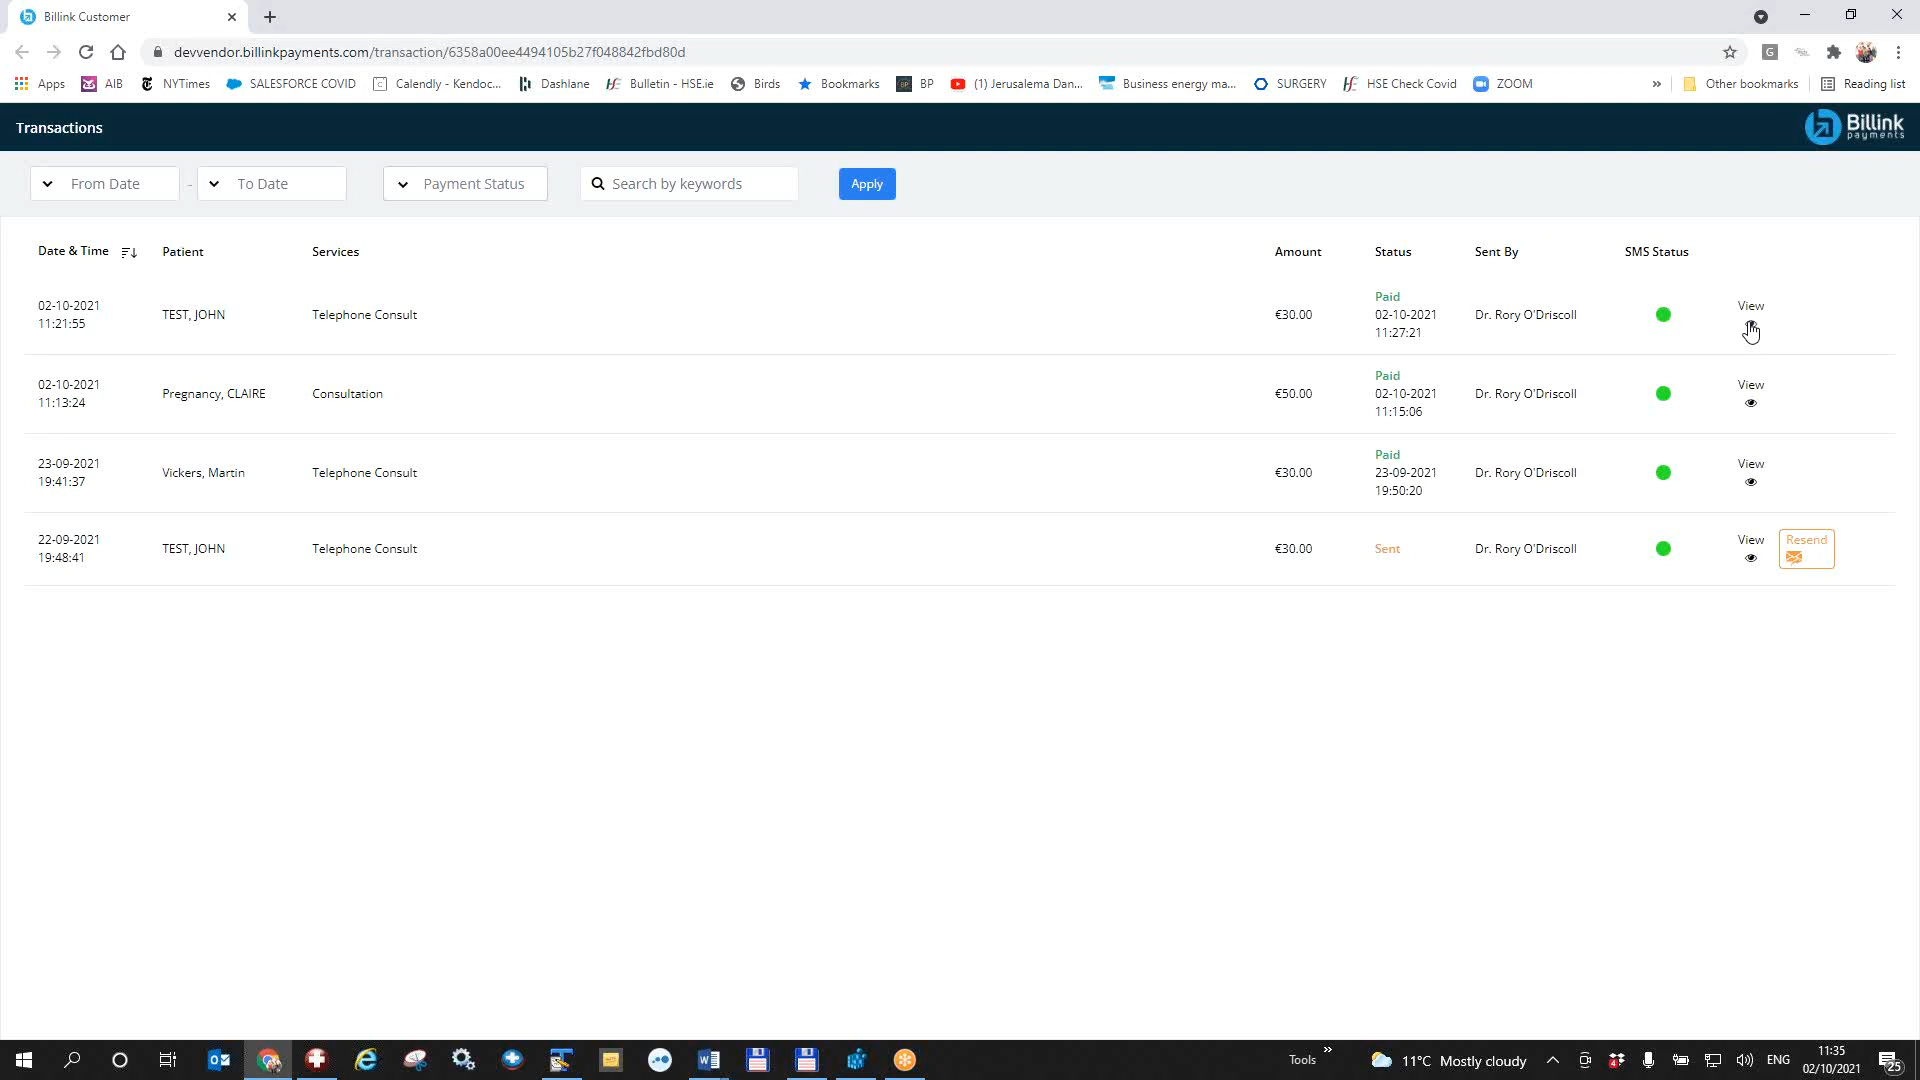 Billink Customer
devvendor.billinkpayments.com/transaction/6358a00ee4494105b27f048842fbd80d
Apps AIB NYTimes SALESFORCE COVID Calendly - Kendoc... Dashlane Bulletin - HSE.ie Birds Bookmarks BP (1) Jerusalema Dan... Business energy ma... SURGERY HSE Check Covid ZOOM » Other bookmarks Reading list
Transactions
Billink
payments
From Date - To Date Payment Status Search by keywords Apply
Date & Time Patient Services Amount Status Sent By SMS Status
02-10-2021
11:21:55
TEST, JOHN
Telephone Consult
€30.00
Paid
02-10-2021
11:27:21
Dr. Rory O'Driscoll
View
02-10-2021
11:13:24
Pregnancy, CLAIRE
Consultation
€50.00
Paid
02-10-2021
11:15:06
Dr. Rory O'Driscoll
View
23-09-2021
19:41:37
Vickers, Martin
Telephone Consult
€30.00
Paid
23-09-2021
19:50:20
Dr. Rory O'Driscoll
View
22-09-2021
19:48:41
TEST, JOHN
Telephone Consult
€30.00
Sent
Dr. Rory O'Driscoll
View
Resend
Tools » 11°C Mostly cloudy ENG
11:35
02/10/2021
25